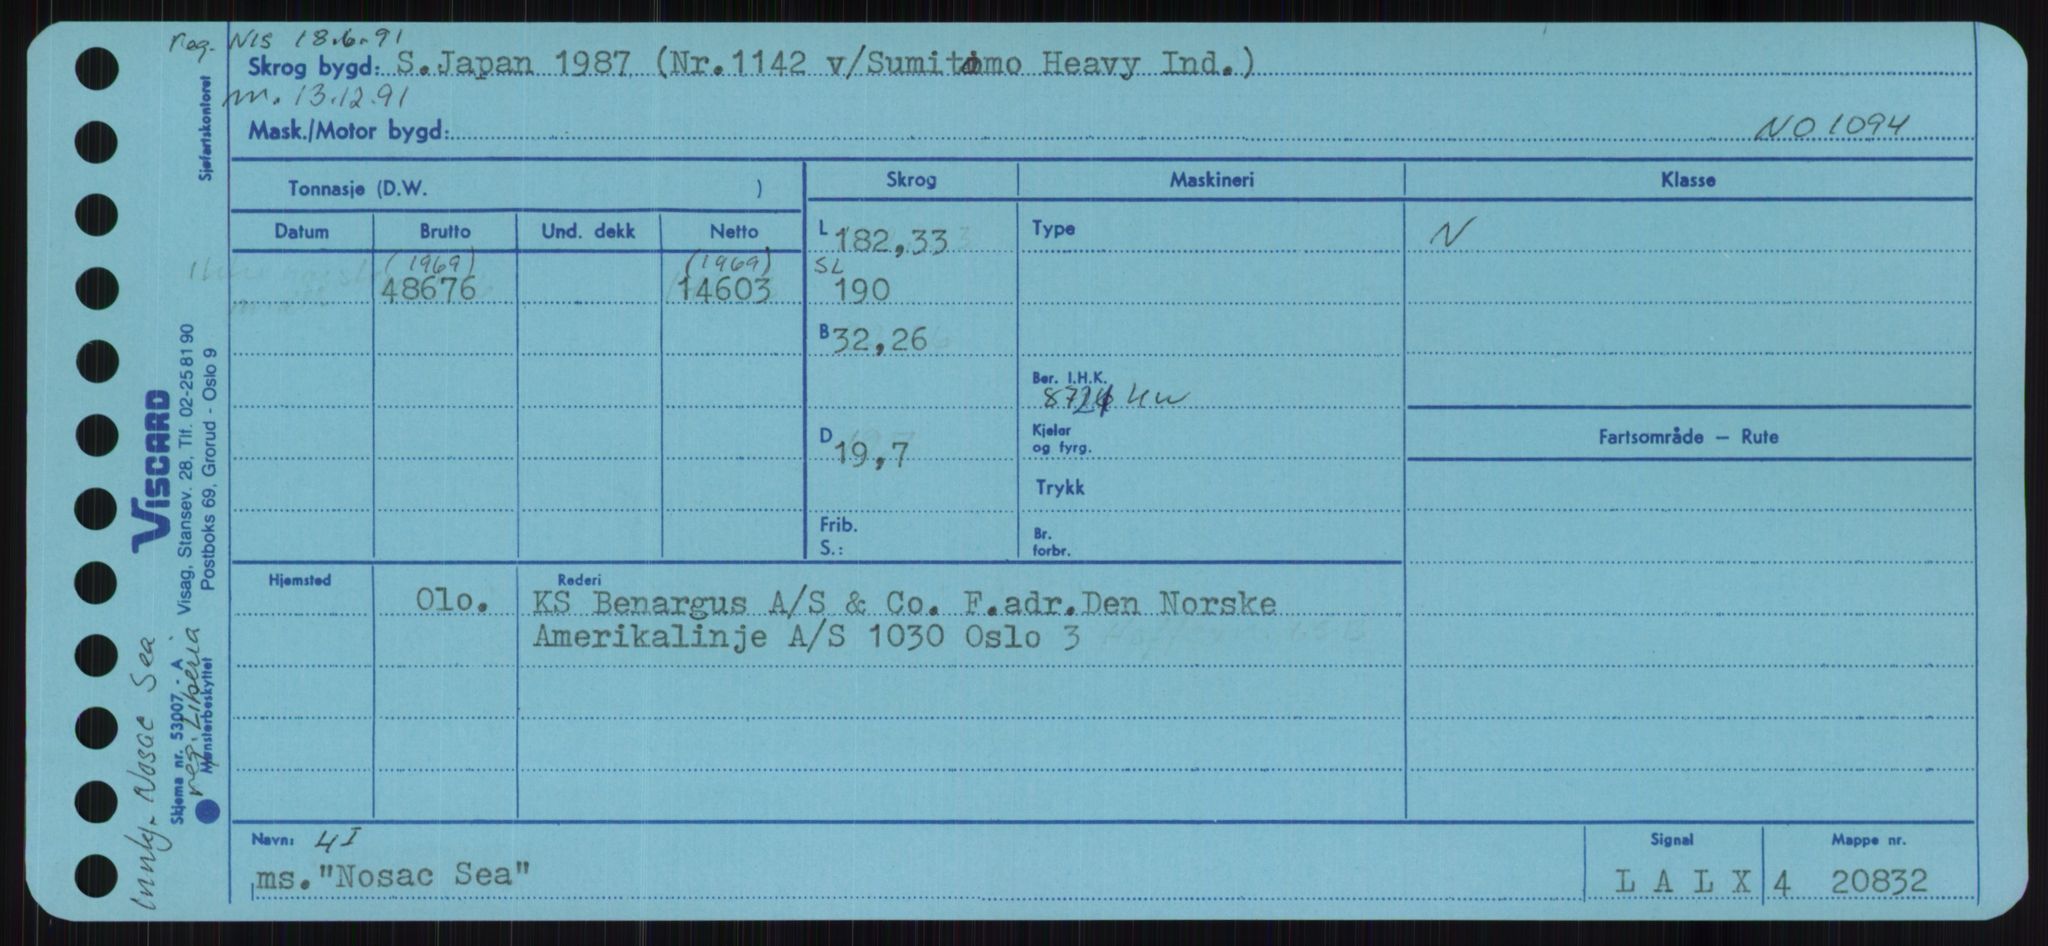 reg. NIS 18.6.91
Skrog bygd: S.Japan 1987 (Nr.1142 v/Sumitomo Heavy Ind.)
m. 13.12.91
Mask./Motor bygd: NO 1094
Sjøfartskontoret
Tonnasje (D.W. )
Skrog Maskineri Klasse
Datum Brutto Und. dekk Netto
L 182,33 Type N
(1969) (1969) SL
48676 14603 190
B 32,26
Ber. I.H.K.
8724 kw
D 19,7
Kjelar
og fyrg.
Fartsområde — Rute
Trykk
Frib.
S.:
Br.
forbr.
Hjemsted Rederi
Olo. KS Benargus A/S & Co. F.adr.Den Norske
Amerikalinje A/S 1030 Oslo 3
Navn: 4I
Signal Mappe nr.
ms."Nosac Sea" L A L X 4 20832
VISCARD
Visag, Stansev. 28, Tlf. 02-25 81 90
Postboks 69, Grorud - Oslo 9
Skjema nr. 53007 - A
Mønsterbeskyttet
reg. Liberia
Nosac Sea